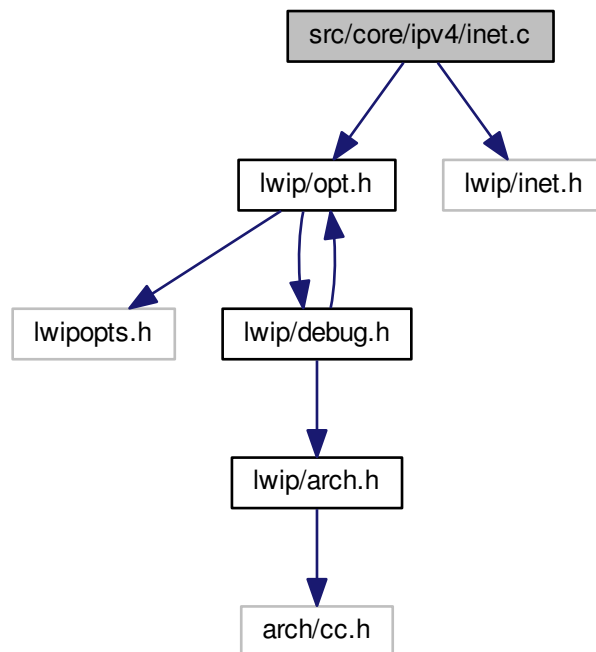 src/core/ipv4/inet.c
lwip/opt.h
lwip/inet.h
lwipopts.h
lwip/debug.h
lwip/arch.h
arch/cc.h